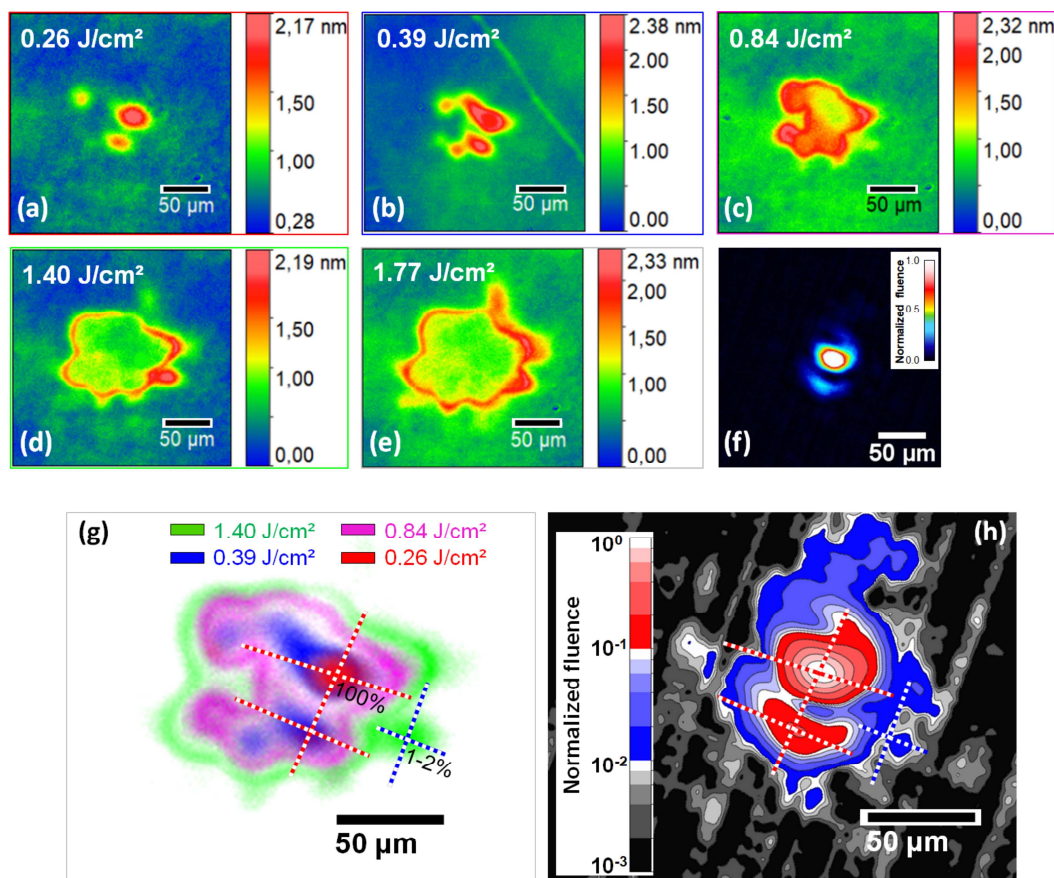 0.26 J/cm²
2,17 nm
1,50
1,00
0,28
50 µm
(a)
0.39 J/cm²
2.38 nm
2.00
1.50
1.00
0.00
50 µm
(b)
0.84 J/cm²
2,32 nm
2,00
1,50
1,00
0,00
50 µm
(c)
1.40 J/cm²
2,19 nm
1.50
1.00
0,00
50 µm
(d)
1.77 J/cm²
2,33 nm
2,00
1,50
1,00
0,00
50 µm
(e)
Normalized fluence
1.0
0.5
0.0
50 µm
(f)
(g)
1.40 J/cm²
0.84 J/cm²
0.39 J/cm²
0.26 J/cm²
100%
1-2%
50 µm
(h)
Normalized fluence
10⁰
10⁻¹
10⁻²
10⁻³
50 µm